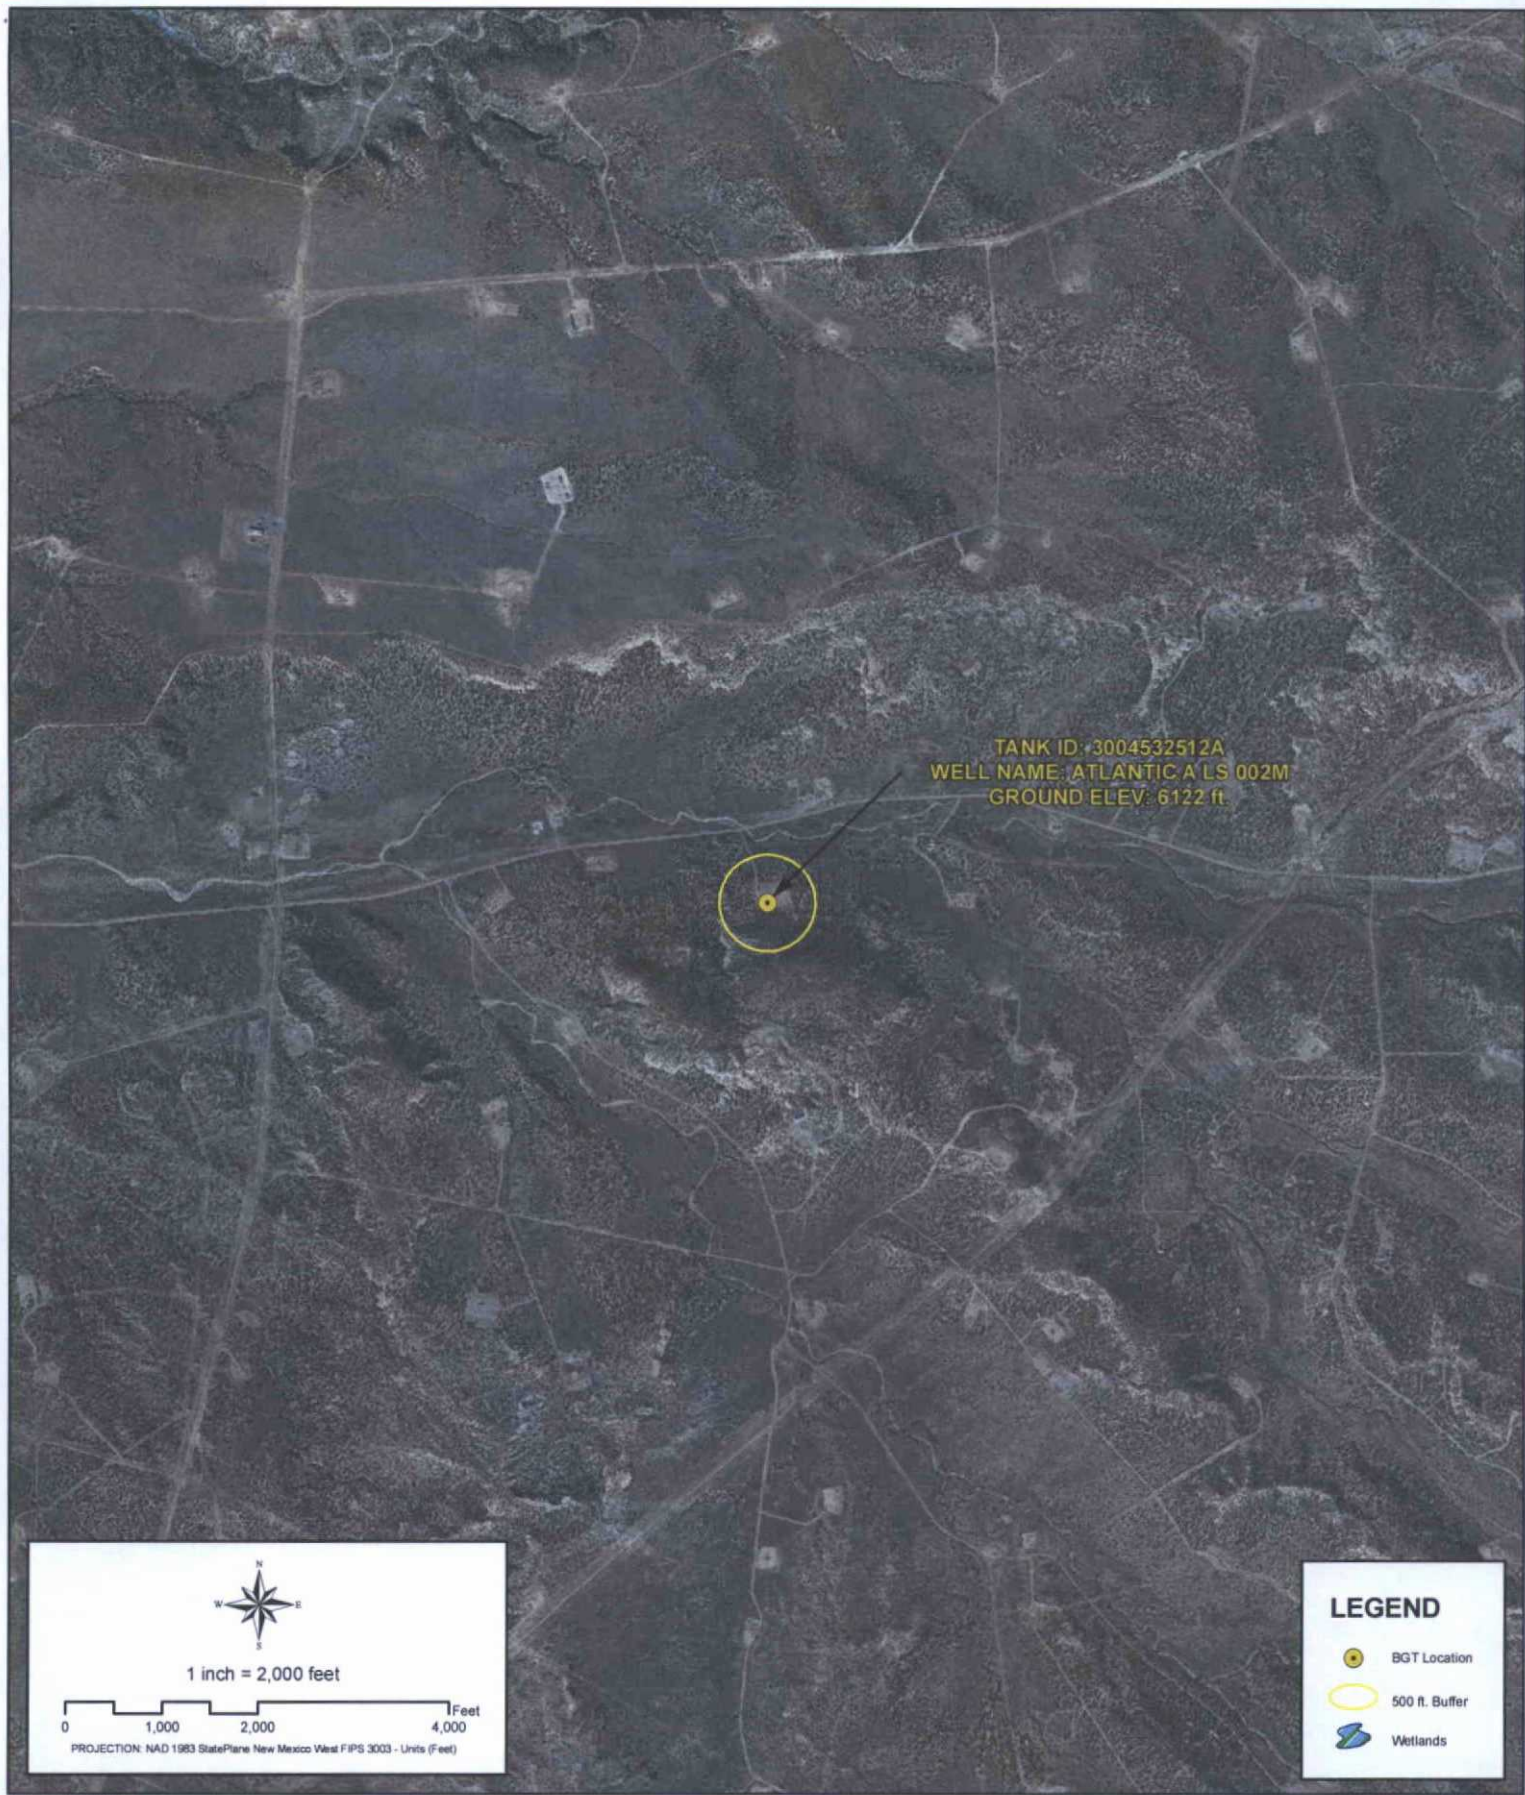 TANK ID: 3004532512A
WELL NAME: ATLANTIC A LS 002M
GROUND ELEV: 6122 ft.
N
W E
S
1 inch = 2,000 feet
Feet
0 1,000 2,000 4,000
PROJECTION: NAD 1983 StatePlane New Mexico West FIPS 3003 - Units (Feet)
LEGEND
BGT Location
500 ft. Buffer
Wetlands